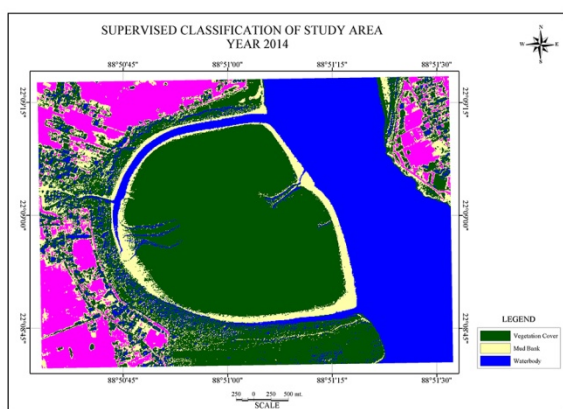 SUPERVISED CLASSIFICATION OF STUDY AREA
YEAR 2014
N
W E
S
88°50'45" 88°51'00" 88°51'15" 88°51'30"
22°09'15" 22°09'15"
22°09'00" 22°09'00"
22°08'45" 22°08'45"
LEGEND
Vegetation Cover
Mud Bank
Waterbody
88°50'45" 88°51'00" 88°51'15" 88°51'30"
250 0 250 500 mt.
SCALE